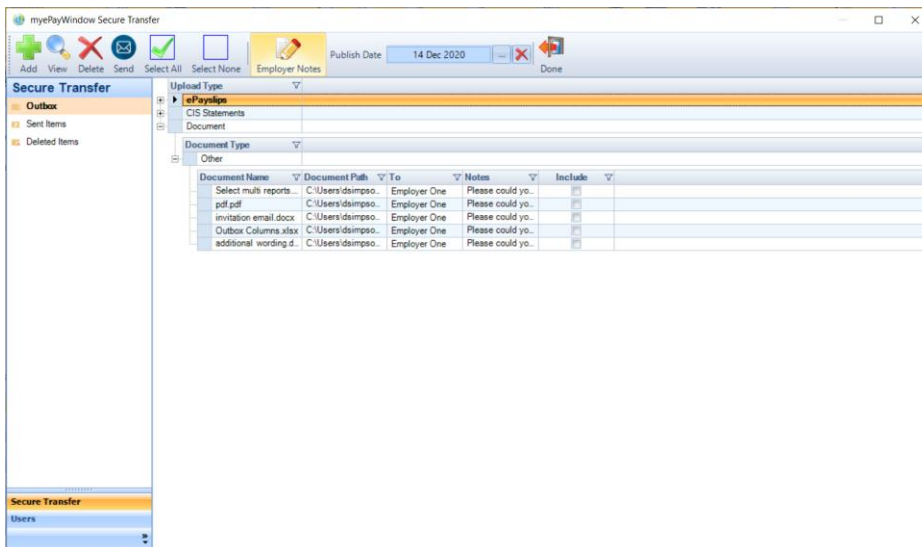 myePayWindow Secure Transfer
Add View Delete Send Select All Select None Employer Notes Publish Date 14 Dec 2020 ... Done
Secure Transfer
Outbox
Sent Items
Deleted Items
Upload Type
ePayslips
CIS Statements
Document
Document Type
Other
Document Name Document Path To Notes Include
Select multi reports... C:\Users\dsimpso... Employer One Please could yo...
pdf.pdf C:\Users\dsimpso... Employer One Please could yo...
invitation email.docx C:\Users\dsimpso... Employer One Please could yo...
Outbox Columns.xlsx C:\Users\dsimpso... Employer One Please could yo...
additional wording.d... C:\Users\dsimpso... Employer One Please could yo...
Secure Transfer
Users